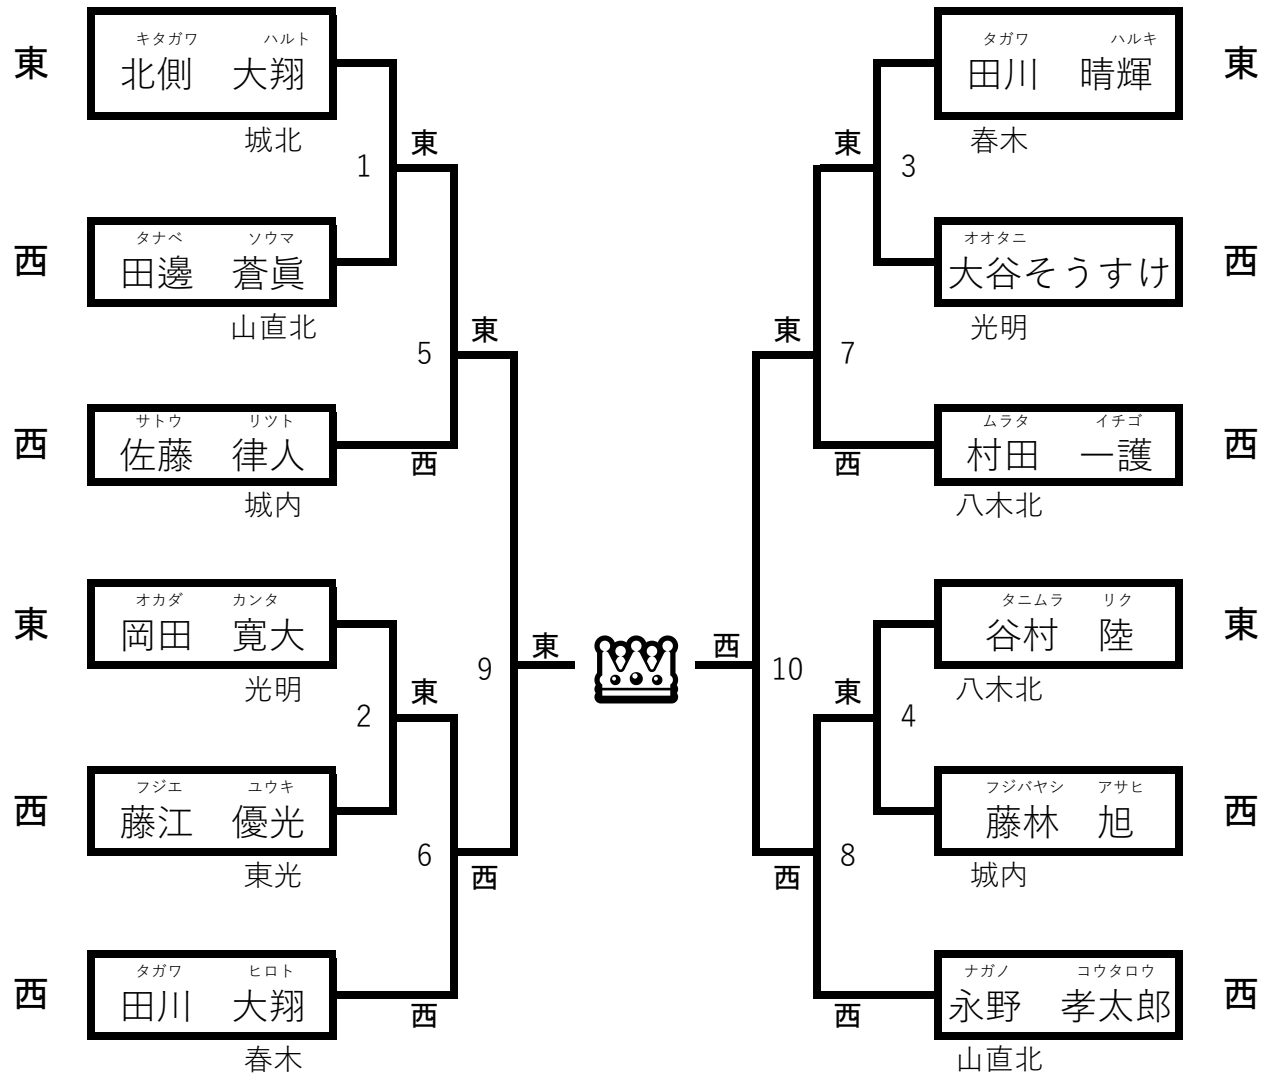 東
キタガワ ハルト
北側 大翔
城北
1
東
西
タナベ ソウマ
田邊 蒼眞
山直北
5
東
西
サトウ リツト
佐藤 律人
城内
西
東
オカダ カンタ
岡田 寛大
光明
2
東
9
東
西
フジエ ユウキ
藤江 優光
東光
6
西
西
タガワ ヒロト
田川 大翔
春木
西
タガワ ハルキ
田川 晴輝
東
春木
東
3
オオタニ
大谷そうすけ
西
光明
東
7
ムラタ イチゴ
村田 一護
西
八木北
西
タニムラ リク
谷村 陸
東
八木北
西
10
東
4
フジバヤシ アサヒ
藤林 旭
西
城内
8
西
ナガノ コウタロウ
永野 孝太郎
西
山直北
西